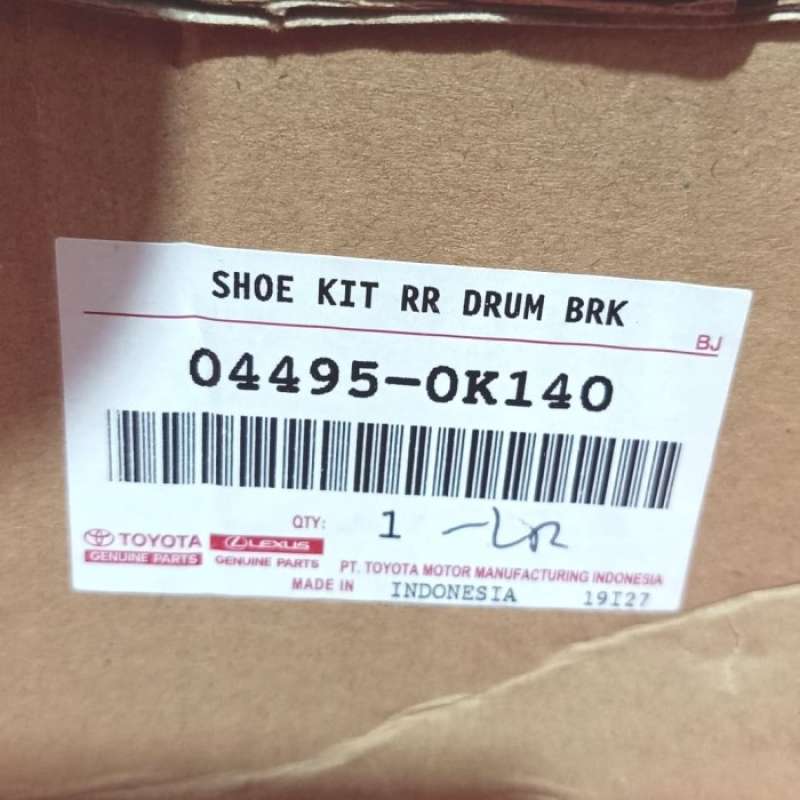 SHOE KIT RR DRUM BRK
BJ
04495-0K140
QTY: 1
TOYOTA
GENUINE PARTS
LEXUS
GENUINE PARTS
PT. TOYOTA MOTOR MANUFACTURING INDONESIA
MADE IN INDONESIA 19I27